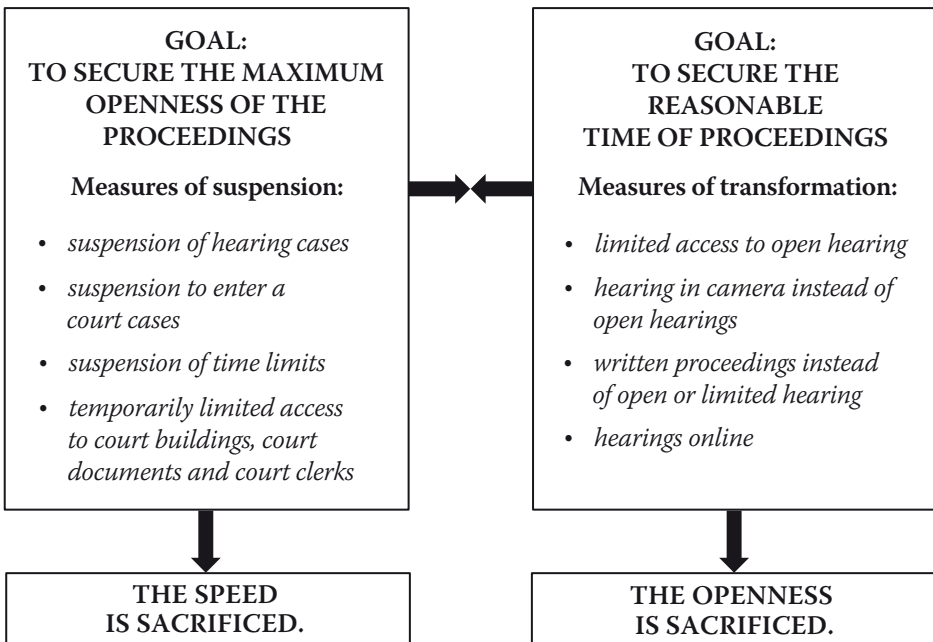 GOAL:
TO SECURE THE MAXIMUM
OPENNESS OF THE
PROCEEDINGS
Measures of suspension:
• suspension of hearing cases
• suspension to enter a
court cases
• suspension of time limits
• temporarily limited access
to court buildings, court
documents and court clerks
THE SPEED
IS SACRIFICED.
GOAL:
TO SECURE THE
REASONABLE
TIME OF PROCEEDINGS
Measures of transformation:
• limited access to open hearing
• hearing in camera instead of
open hearings
• written proceedings instead
of open or limited hearing
• hearings online
THE OPENNESS
IS SACRIFICED.